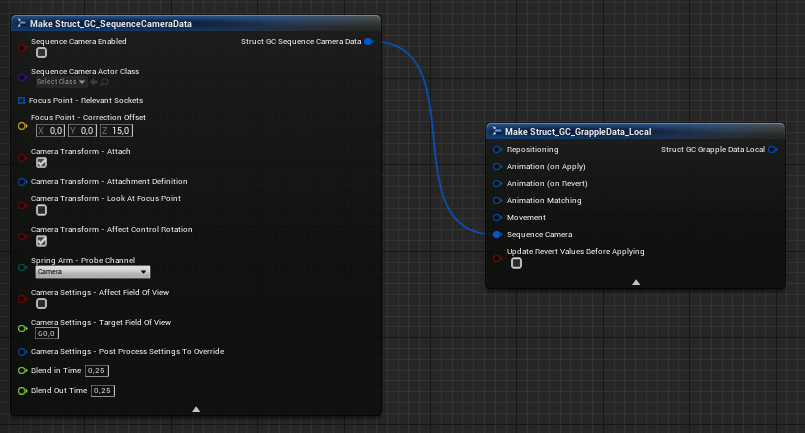 Make Struct_GC_SequenceCameraData
Sequence Camera Enabled
Struct GC Sequence Camera Data
Sequence Camera Actor Class
Select Class
Focus Point - Relevant Sockets
Focus Point - Correction Offset
X 0,0 Y 0,0 Z 15,0
Camera Transform - Attach
Camera Transform - Attachment Definition
Camera Transform - Look At Focus Point
Camera Transform - Affect Control Rotation
Spring Arm - Probe Channel
Camera
Camera Settings - Affect Field Of View
Camera Settings - Target Field Of View
60,0
Camera Settings - Post Process Settings To Override
Blend in Time 0,25
Blend Out Time 0,25
Make Struct_GC_GrappleData_Local
Repositioning
Struct GC Grapple Data Local
Animation (on Apply)
Animation (on Revert)
Animation Matching
Movement
Sequence Camera
Update Revert Values Before Applying